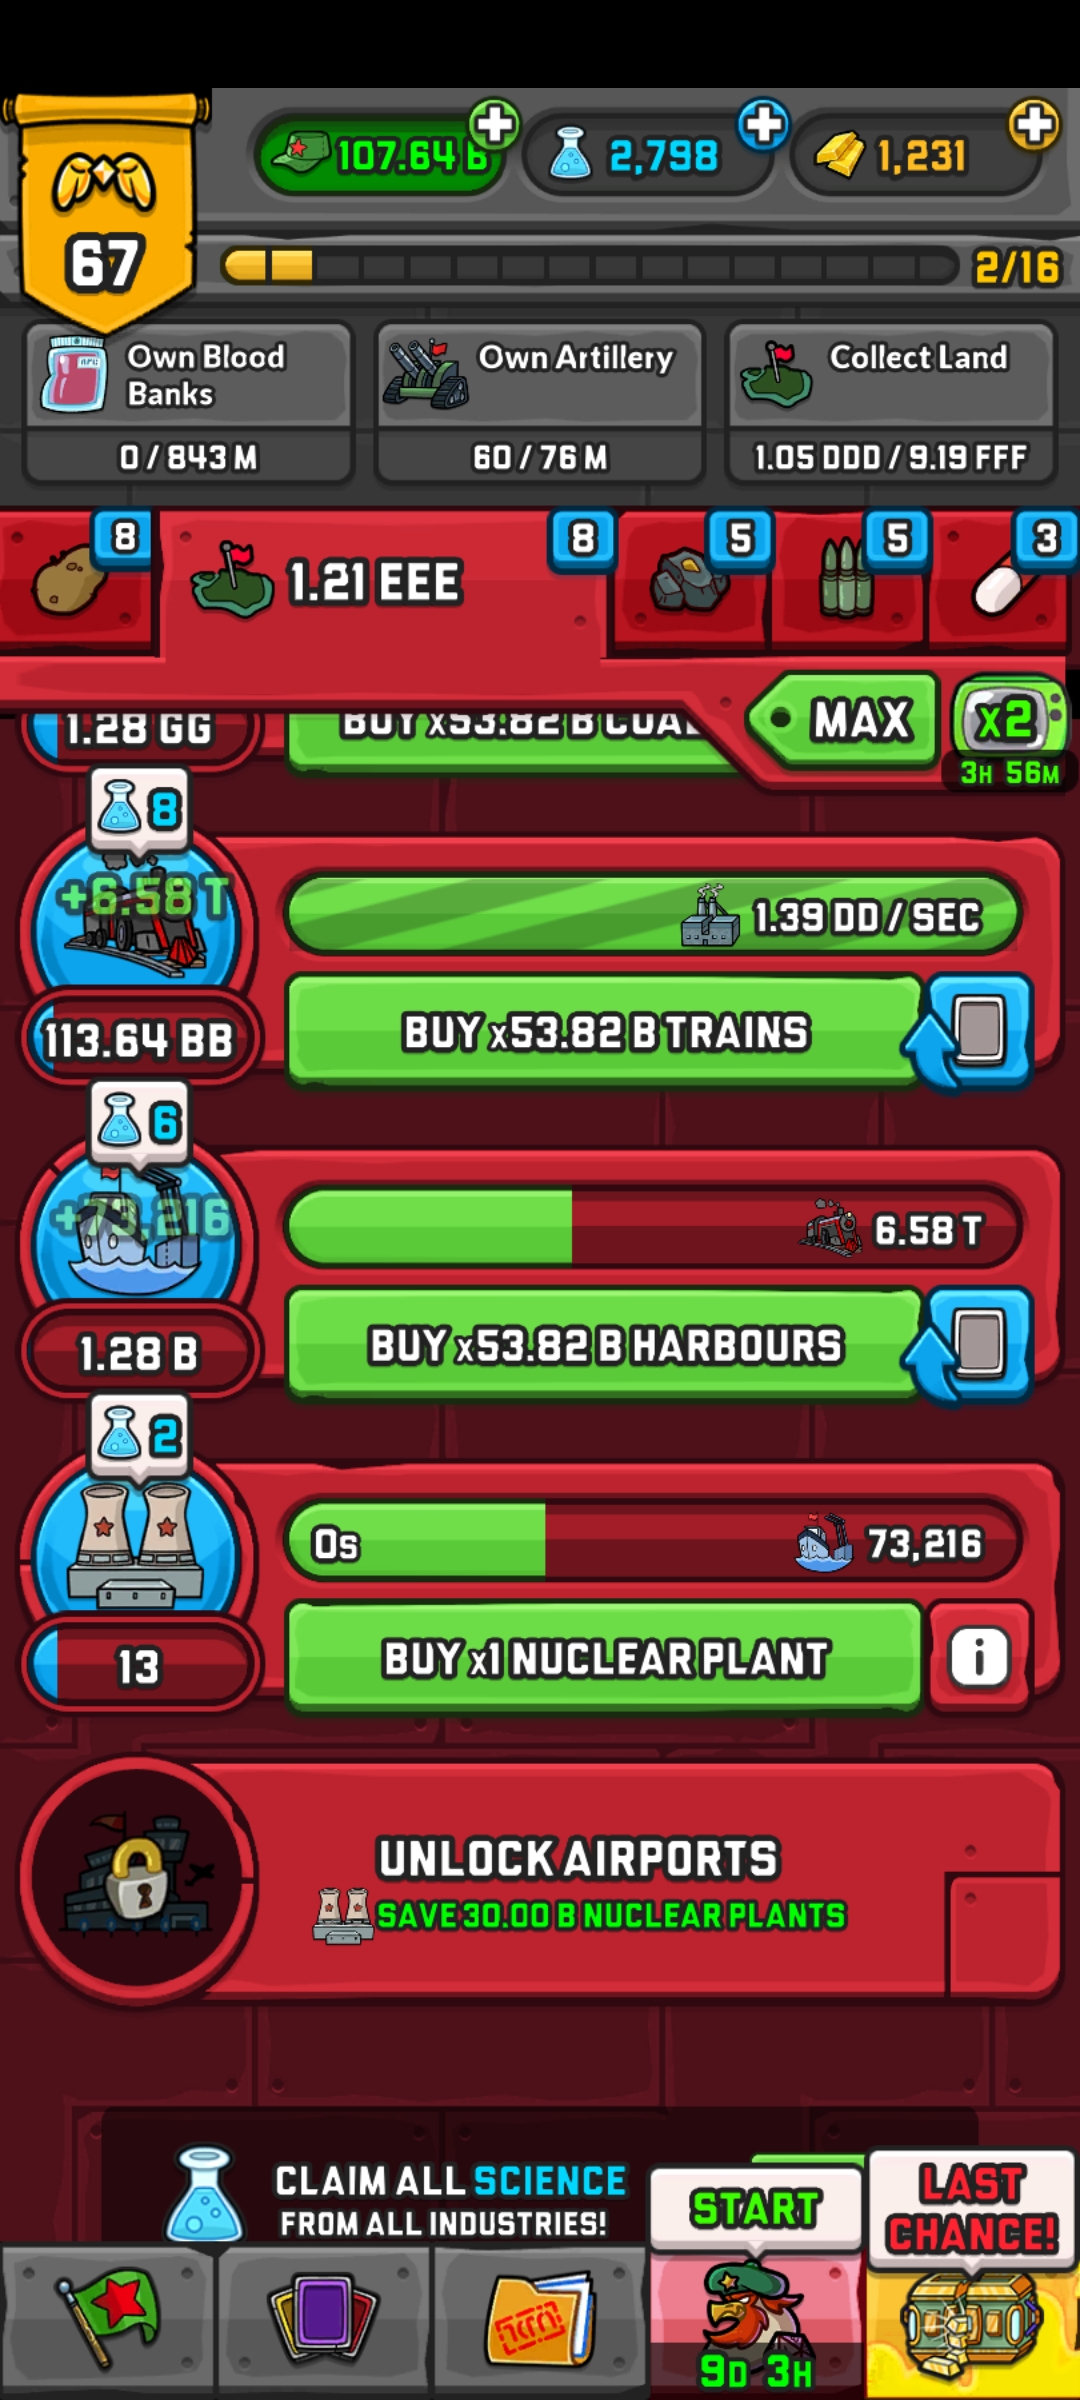 107.64 B
2,798
1,231
67
2/16
Own Blood
Banks
Own Artillery
Collect Land
0 / 843 M
60 / 76 M
1.05 DDD / 9.19 FFF
8
1.21 EEE
8
5
5
3
MAX
x2
3H 56M
1.28 GG
BUY x53.82 B COAL
8
+6.58 T
1.39 DD / SEC
BUY x53.82 B TRAINS
113.64 BB
6
+73,216
6.58 T
BUY x53.82 B HARBOURS
1.28 B
2
0s
73,216
BUY x1 NUCLEAR PLANT
i
13
UNLOCK AIRPORTS
SAVE 30.00 B NUCLEAR PLANTS
CLAIM ALL SCIENCE
FROM ALL INDUSTRIES!
START
LAST
CHANCE!
9D 3H